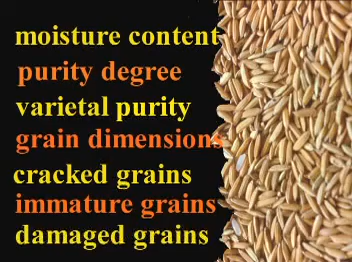 moisture content
purity degree
varietal purity
grain dimensions
cracked grains
immature grains
damaged grains